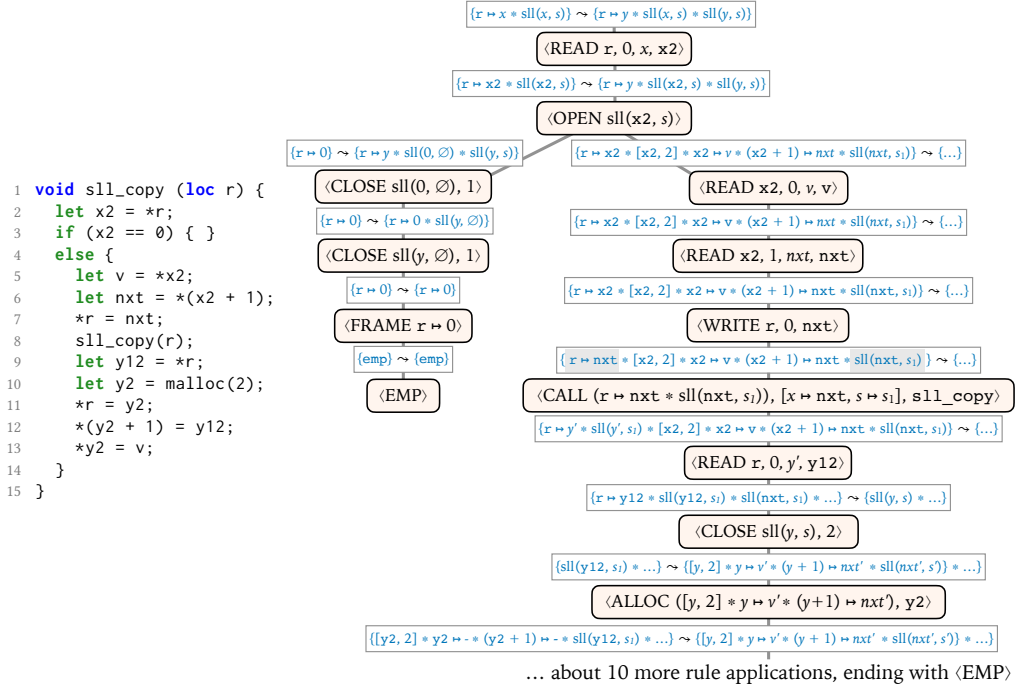 1 void sll_copy (loc r) {
2 let x2 = *r;
3 if (x2 == 0) { }
4 else {
5 let v = *x2;
6 let nxt = *(x2 + 1);
7 *r = nxt;
8 sll_copy(r);
9 let y12 = *r;
10 let y2 = malloc(2);
11 *r = y2;
12 *(y2 + 1) = y12;
13 *y2 = v;
14 }
15 }
{r ↦ x * sll(x, s)} ⤳ {r ↦ y * sll(x, s) * sll(y, s)}
⟨READ r, 0, x, x2⟩
{r ↦ x2 * sll(x2, s)} ⤳ {r ↦ y * sll(x2, s) * sll(y, s)}
⟨OPEN sll(x2, s)⟩
{r ↦ 0} ⤳ {r ↦ y * sll(0, ∅) * sll(y, s)}
⟨CLOSE sll(0, ∅), 1⟩
{r ↦ 0} ⤳ {r ↦ 0 * sll(y, ∅)}
⟨CLOSE sll(y, ∅), 1⟩
{r ↦ 0} ⤳ {r ↦ 0}
⟨FRAME r ↦ 0⟩
{emp} ⤳ {emp}
⟨EMP⟩
{r ↦ x2 * [x2, 2] * x2 ↦ v * (x2 + 1) ↦ nxt * sll(nxt, s₁)} ⤳ {...}
⟨READ x2, 0, v, v⟩
{r ↦ x2 * [x2, 2] * x2 ↦ v * (x2 + 1) ↦ nxt * sll(nxt, s₁)} ⤳ {...}
⟨READ x2, 1, nxt, nxt⟩
{r ↦ x2 * [x2, 2] * x2 ↦ v * (x2 + 1) ↦ nxt * sll(nxt, s₁)} ⤳ {...}
⟨WRITE r, 0, nxt⟩
{ r ↦ nxt * [x2, 2] * x2 ↦ v * (x2 + 1) ↦ nxt * sll(nxt, s₁) } ⤳ {...}
⟨CALL (r ↦ nxt * sll(nxt, s₁)), [x ↦ nxt, s ↦ s₁], sll_copy⟩
{r ↦ y′ * sll(y′, s₁) * [x2, 2] * x2 ↦ v * (x2 + 1) ↦ nxt * sll(nxt, s₁)} ⤳ {...}
⟨READ r, 0, y′, y12⟩
{r ↦ y12 * sll(y12, s₁) * sll(nxt, s₁) * ...} ⤳ {sll(y, s) * ...}
⟨CLOSE sll(y, s), 2⟩
{sll(y12, s₁) * ...} ⤳ {[y, 2] * y ↦ v′ * (y + 1) ↦ nxt′ * sll(nxt′, s′)} * ...}
⟨ALLOC ([y, 2] * y ↦ v′ * (y+1) ↦ nxt′), y2⟩
{[y2, 2] * y2 ↦ - * (y2 + 1) ↦ - * sll(y12, s₁) * ...} ⤳ {[y, 2] * y ↦ v′ * (y + 1) ↦ nxt′ * sll(nxt′, s′)} * ...}
... about 10 more rule applications, ending with ⟨EMP⟩